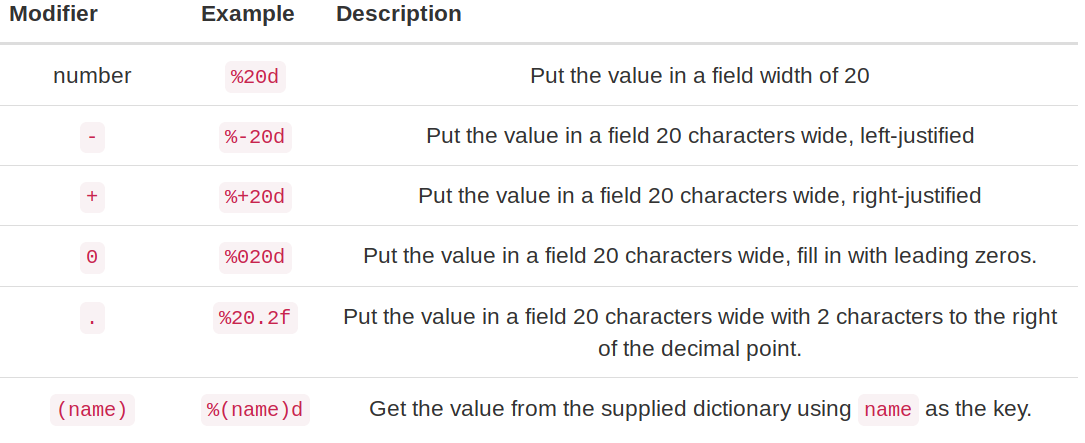 Modifier Example Description
number %20d Put the value in a field width of 20
- %-20d Put the value in a field 20 characters wide, left-justified
+ %+20d Put the value in a field 20 characters wide, right-justified
0 %020d Put the value in a field 20 characters wide, fill in with leading zeros.
. %20.2f Put the value in a field 20 characters wide with 2 characters to the right
of the decimal point.
(name) %(name)d Get the value from the supplied dictionary using name as the key.